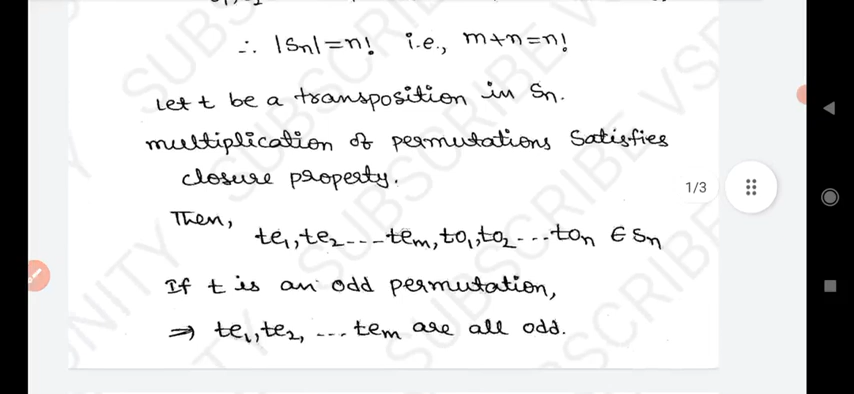 ∴ |Sn|=n! i.e., m+n=n!
Let t be a transposition in Sn.
multiplication of permutations satisfies
closure property.
1/3
Then,
te1,te2---tem,to1,to2---ton ∈ Sn
If t is an odd permutation,
⇒ te1,te2, ---tem are all odd.